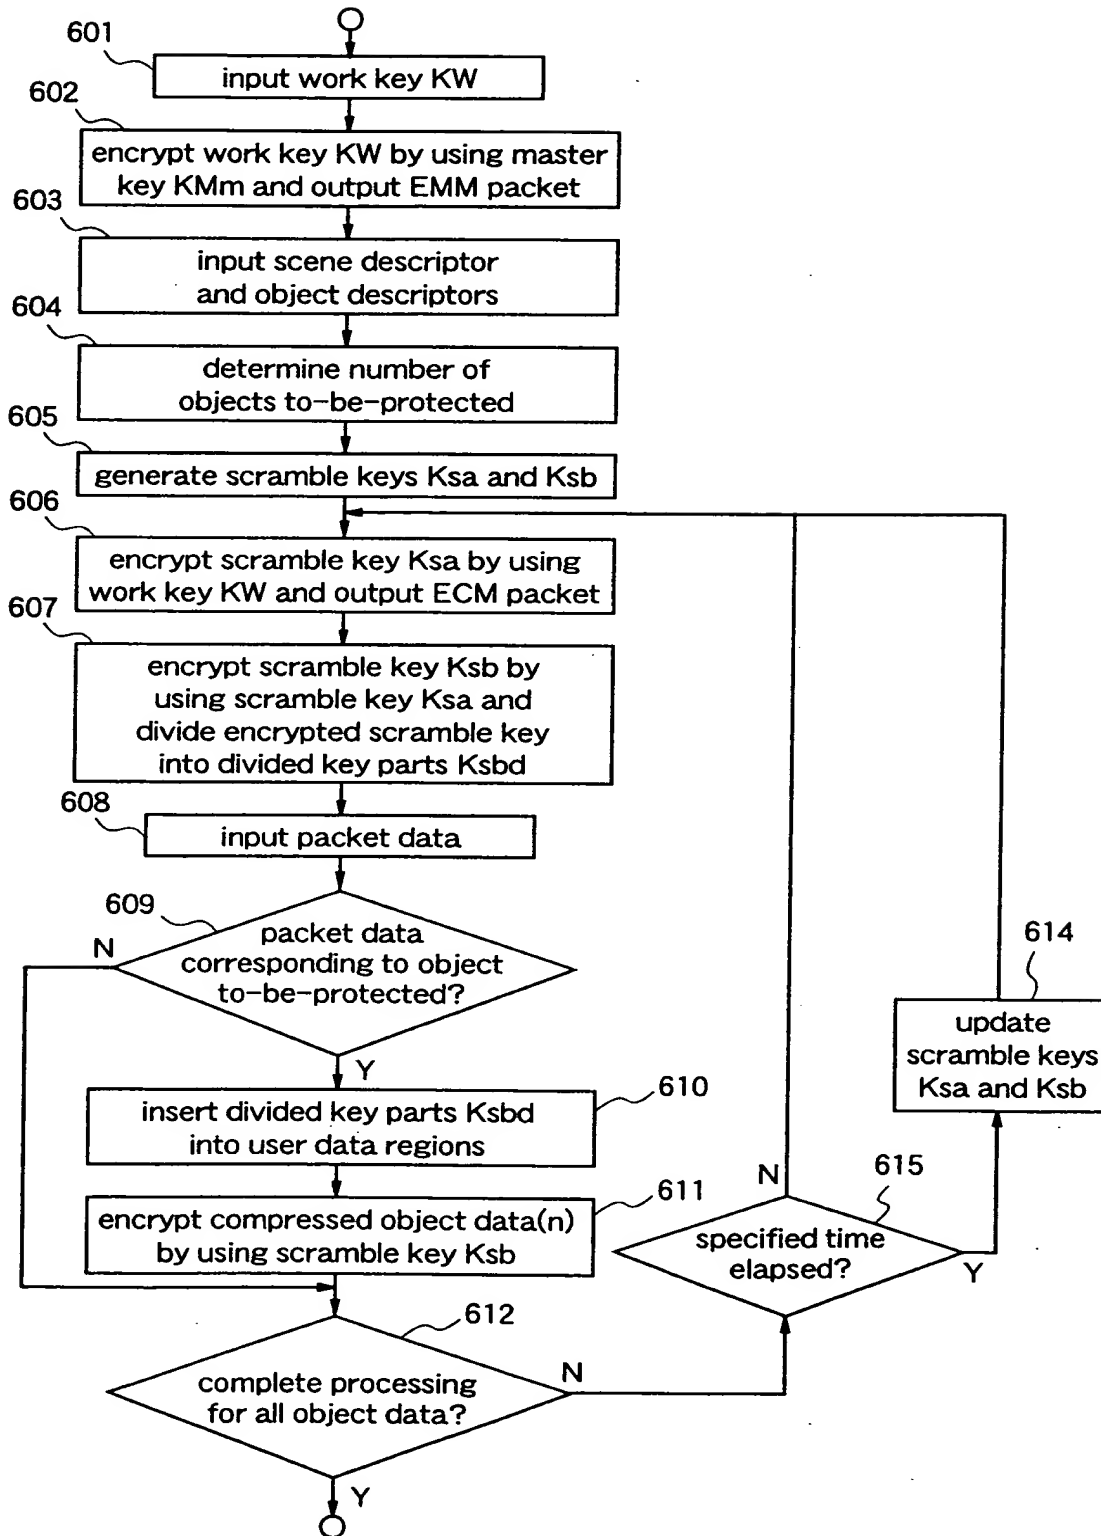 601
input work key KW
602
encrypt work key KW by using master
key KMm and output EMM packet
603
input scene descriptor
and object descriptors
604
determine number of
objects to-be-protected
605
generate scramble keys Ksa and Ksb
606
encrypt scramble key Ksa by using
work key KW and output ECM packet
607
encrypt scramble key Ksb by
using scramble key Ksa and
divide encrypted scramble key
into divided key parts Ksbd
608
input packet data
609
N
packet data
corresponding to object
to-be-protected?
Y
610
insert divided key parts Ksbd
into user data regions
611
encrypt compressed object data(n)
by using scramble key Ksb
612
complete processing
for all object data?
N
Y
615
N
specified time
elapsed?
Y
614
update
scramble keys
Ksa and Ksb